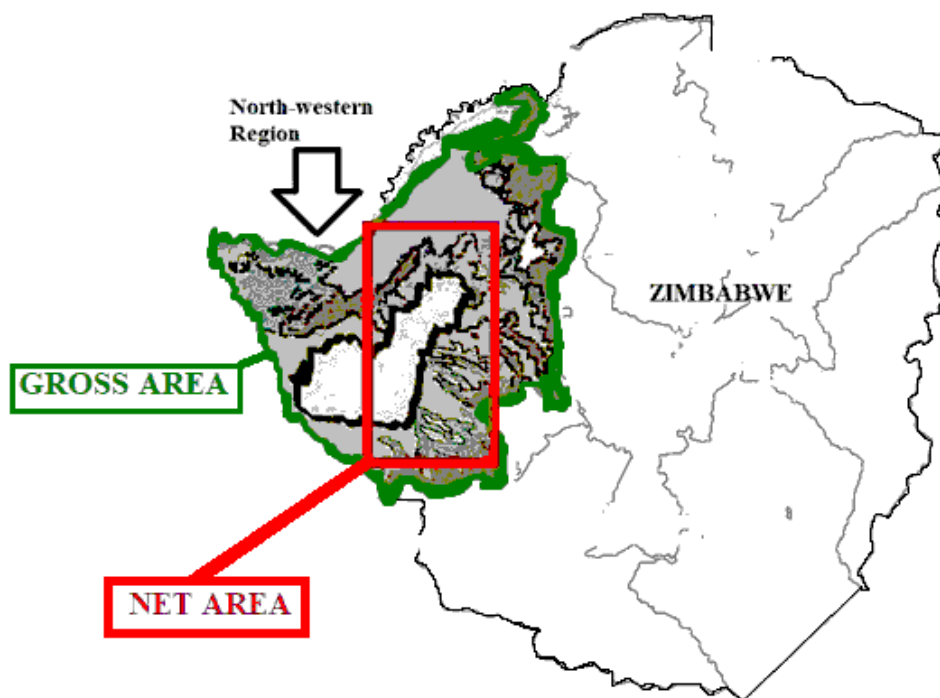 North-western
Region
ZIMBABWE
GROSS AREA
NET AREA